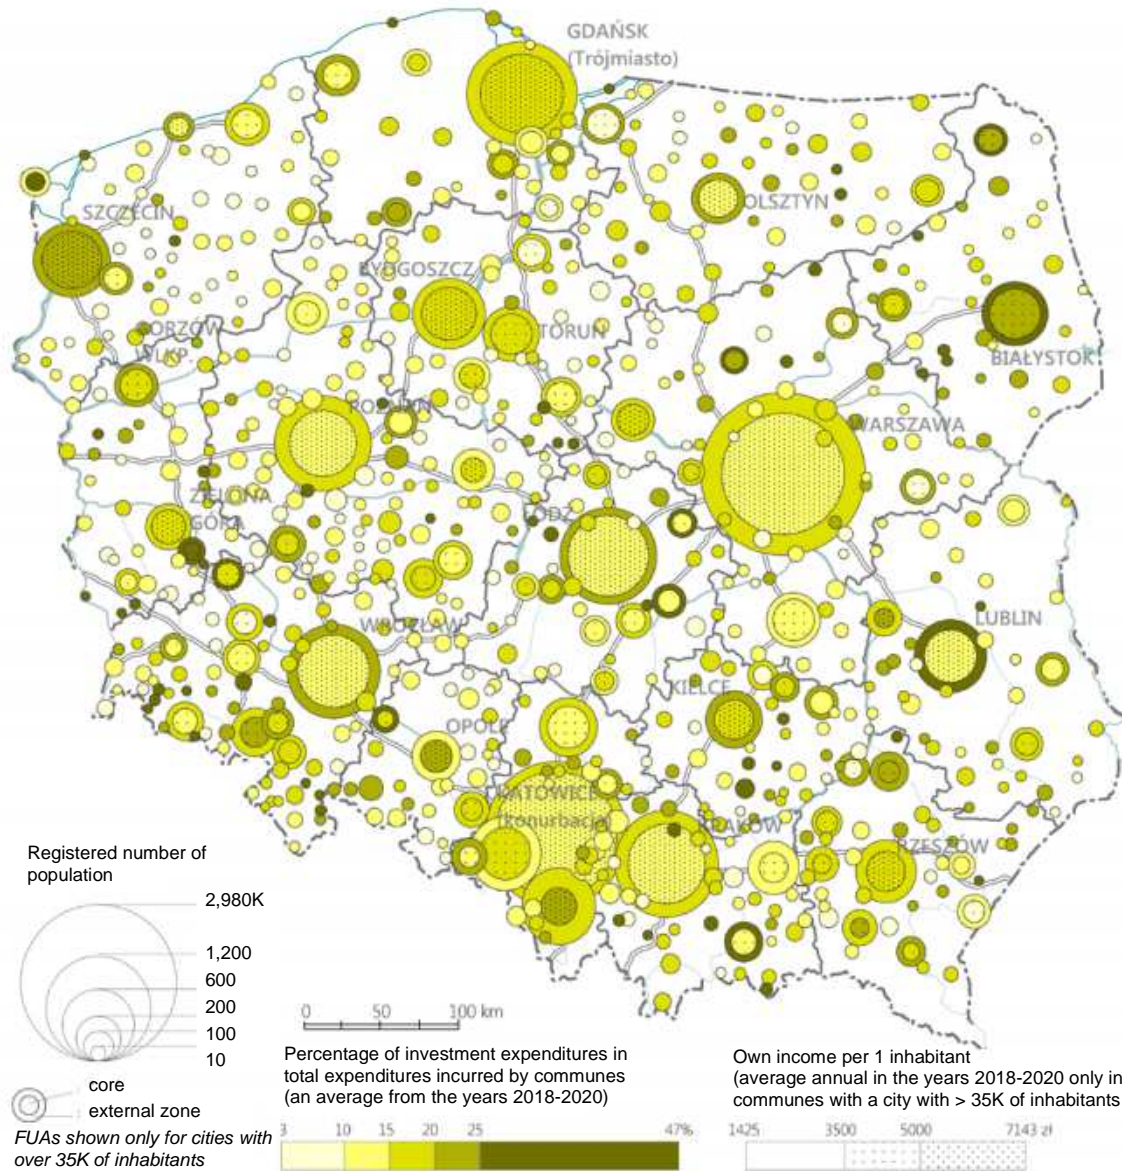 GDAŃSK
(Trójmiasto)
SZCZECIN
OLSZTYN
BYDGOSZCZ
GORZÓW
WLKP.
TORUŃ
BIAŁYSTOK
POZNAŃ
WARSZAWA
ZIELONA
GÓRA
ŁÓDŹ
WROCŁAW
LUBLIN
KIELCE
OPOLE
KATOWICE
(konurbacja)
KRAKÓW
RZESZÓW
Registered number of
population
2,980K
1,200
600
200
100
10
core
external zone
FUAs shown only for cities with
over 35K of inhabitants
0 50 100 km
Percentage of investment expenditures in
total expenditures incurred by communes
(an average from the years 2018-2020)
3 10 15 20 25 47%
Own income per 1 inhabitant
(average annual in the years 2018-2020 only in
communes with a city with > 35K of inhabitants
1425 3500 5000 7143 zł